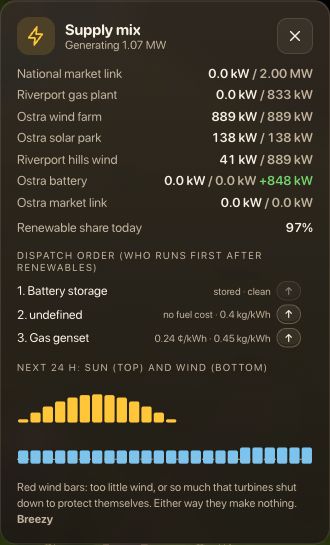 Supply mix
Generating 1.07 MW
National market link 0.0 kW / 2.00 MW
Riverport gas plant 0.0 kW / 833 kW
Ostra wind farm 889 kW / 889 kW
Ostra solar park 138 kW / 138 kW
Riverport hills wind 41 kW / 889 kW
Ostra battery 0.0 kW / 0.0 kW +848 kW
Ostra market link 0.0 kW / 0.0 kW
Renewable share today 97%
DISPATCH ORDER (WHO RUNS FIRST AFTER
RENEWABLES)
1. Battery storage stored · clean ↑
2. undefined no fuel cost · 0.4 kg/kWh ↑
3. Gas genset 0.24 ¢/kWh · 0.45 kg/kWh ↑
NEXT 24 H: SUN (TOP) AND WIND (BOTTOM)
Red wind bars: too little wind, or so much that turbines shut
down to protect themselves. Either way they make nothing.
Breezy